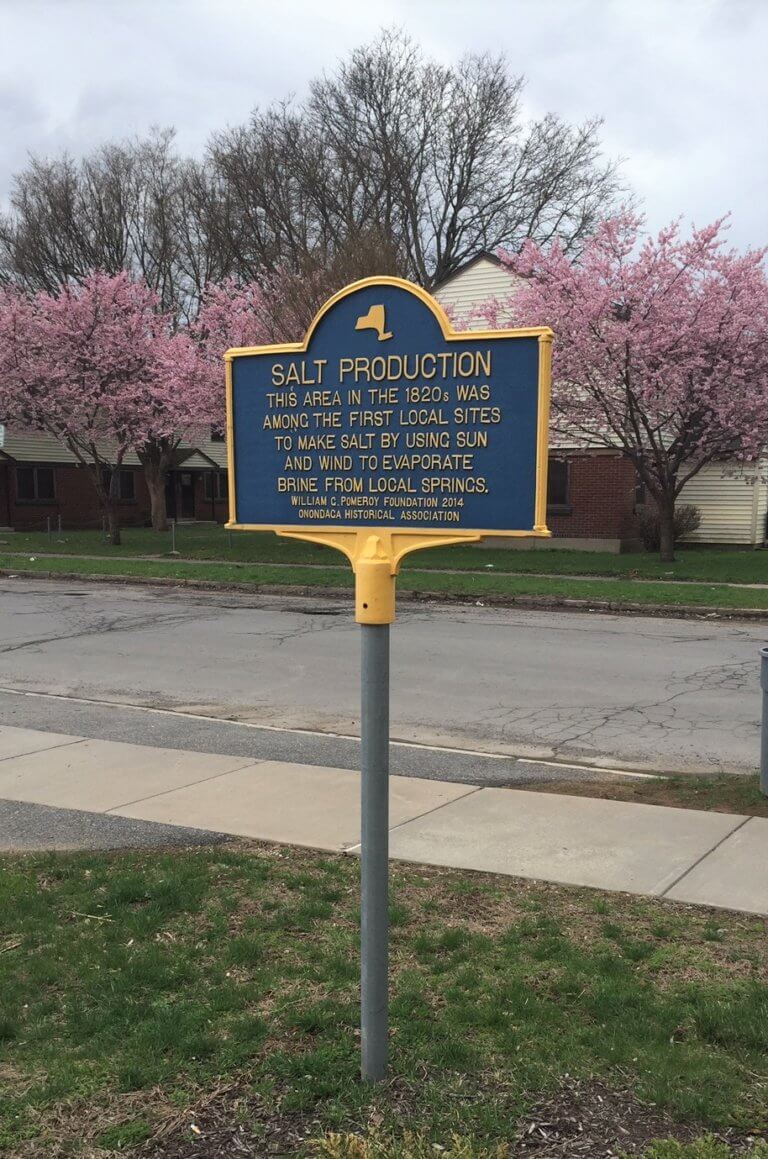 SALT PRODUCTION
THIS AREA IN THE 1820s WAS
AMONG THE FIRST LOCAL SITES
TO MAKE SALT BY USING SUN
AND WIND TO EVAPORATE
BRINE FROM LOCAL SPRINGS.
WILLIAM C. POMEROY FOUNDATION 2014
ONONDAGA HISTORICAL ASSOCIATION